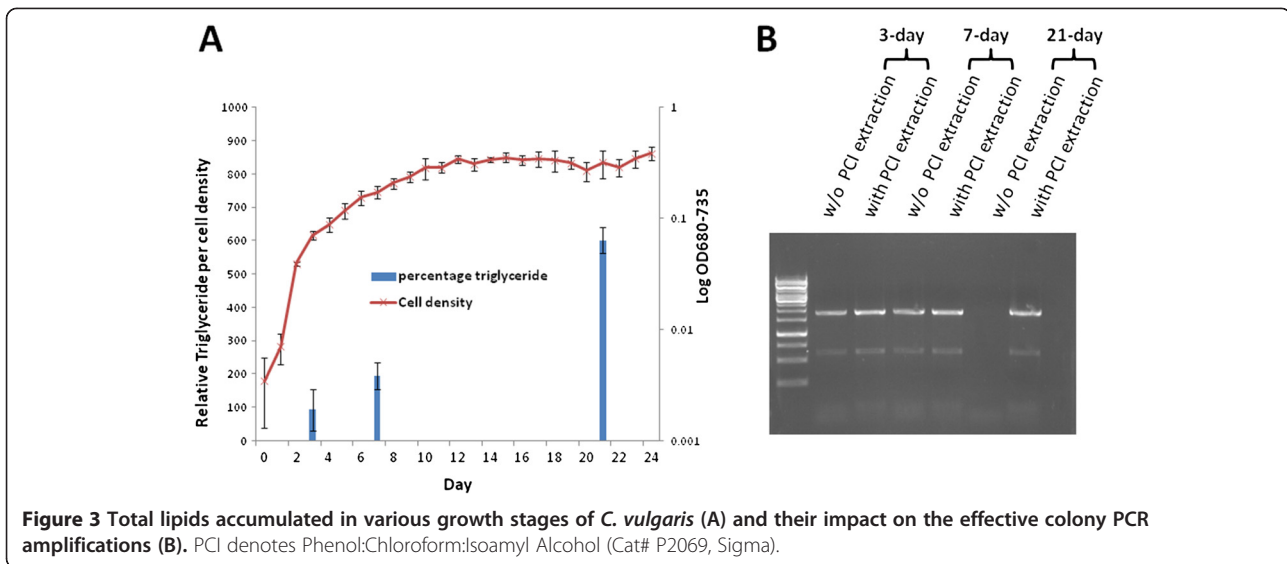 A
B
3-day 7-day 21-day
w/o PCI extraction
with PCI extraction
w/o PCI extraction
with PCI extraction
w/o PCI extraction
with PCI extraction
Relative Triglyceride per cell density
1000
900
800
700
600
500
400
300
200
100
0
percentage triglyceride
Cell density
1
0.1
0.01
0.001
Log OD680-735
0 2 4 6 8 10 12 14 16 18 20 22 24
Day
Figure 3 Total lipids accumulated in various growth stages of C. vulgaris (A) and their impact on the effective colony PCR
amplifications (B). PCI denotes Phenol:Chloroform:Isoamyl Alcohol (Cat# P2069, Sigma).